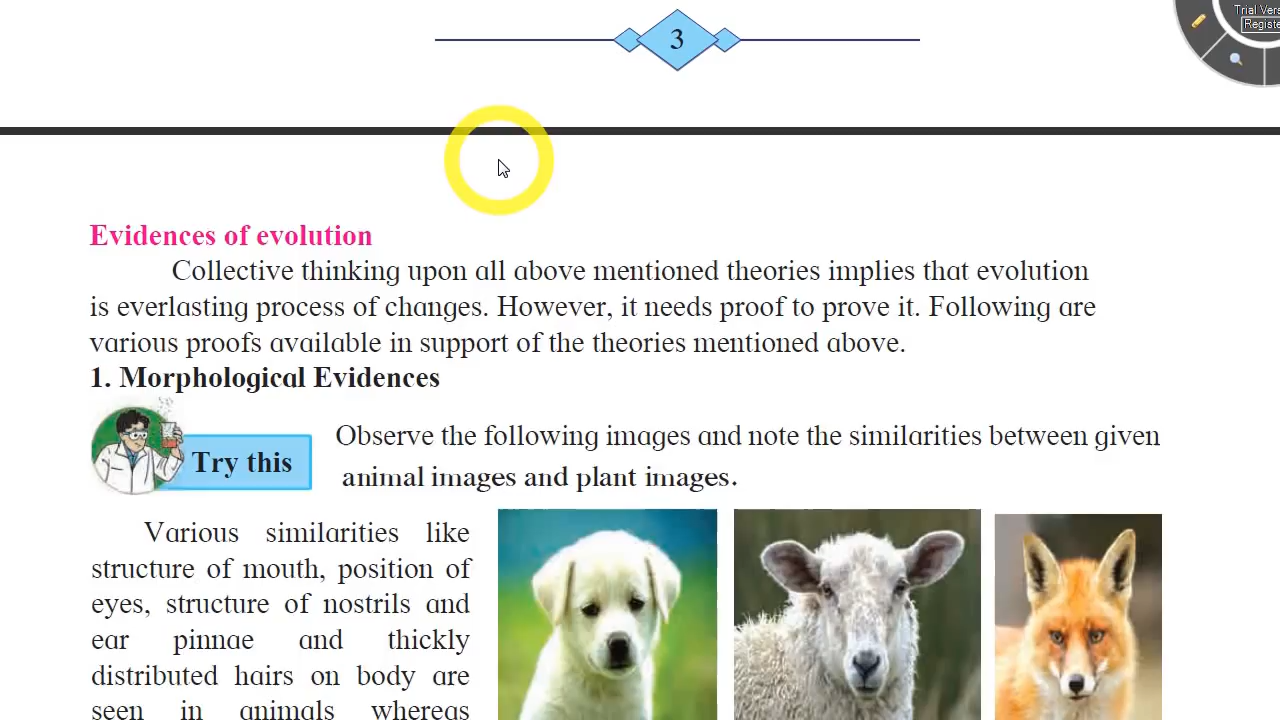 Trial Vers
Registe
3
Evidences of evolution
Collective thinking upon all above mentioned theories implies that evolution
is everlasting process of changes. However, it needs proof to prove it. Following are
various proofs available in support of the theories mentioned above.
1. Morphological Evidences
Try this
Observe the following images and note the similarities between given
animal images and plant images.
Various similarities like
structure of mouth, position of
eyes, structure of nostrils and
ear pinnae and thickly
distributed hairs on body are
seen in animals whereas